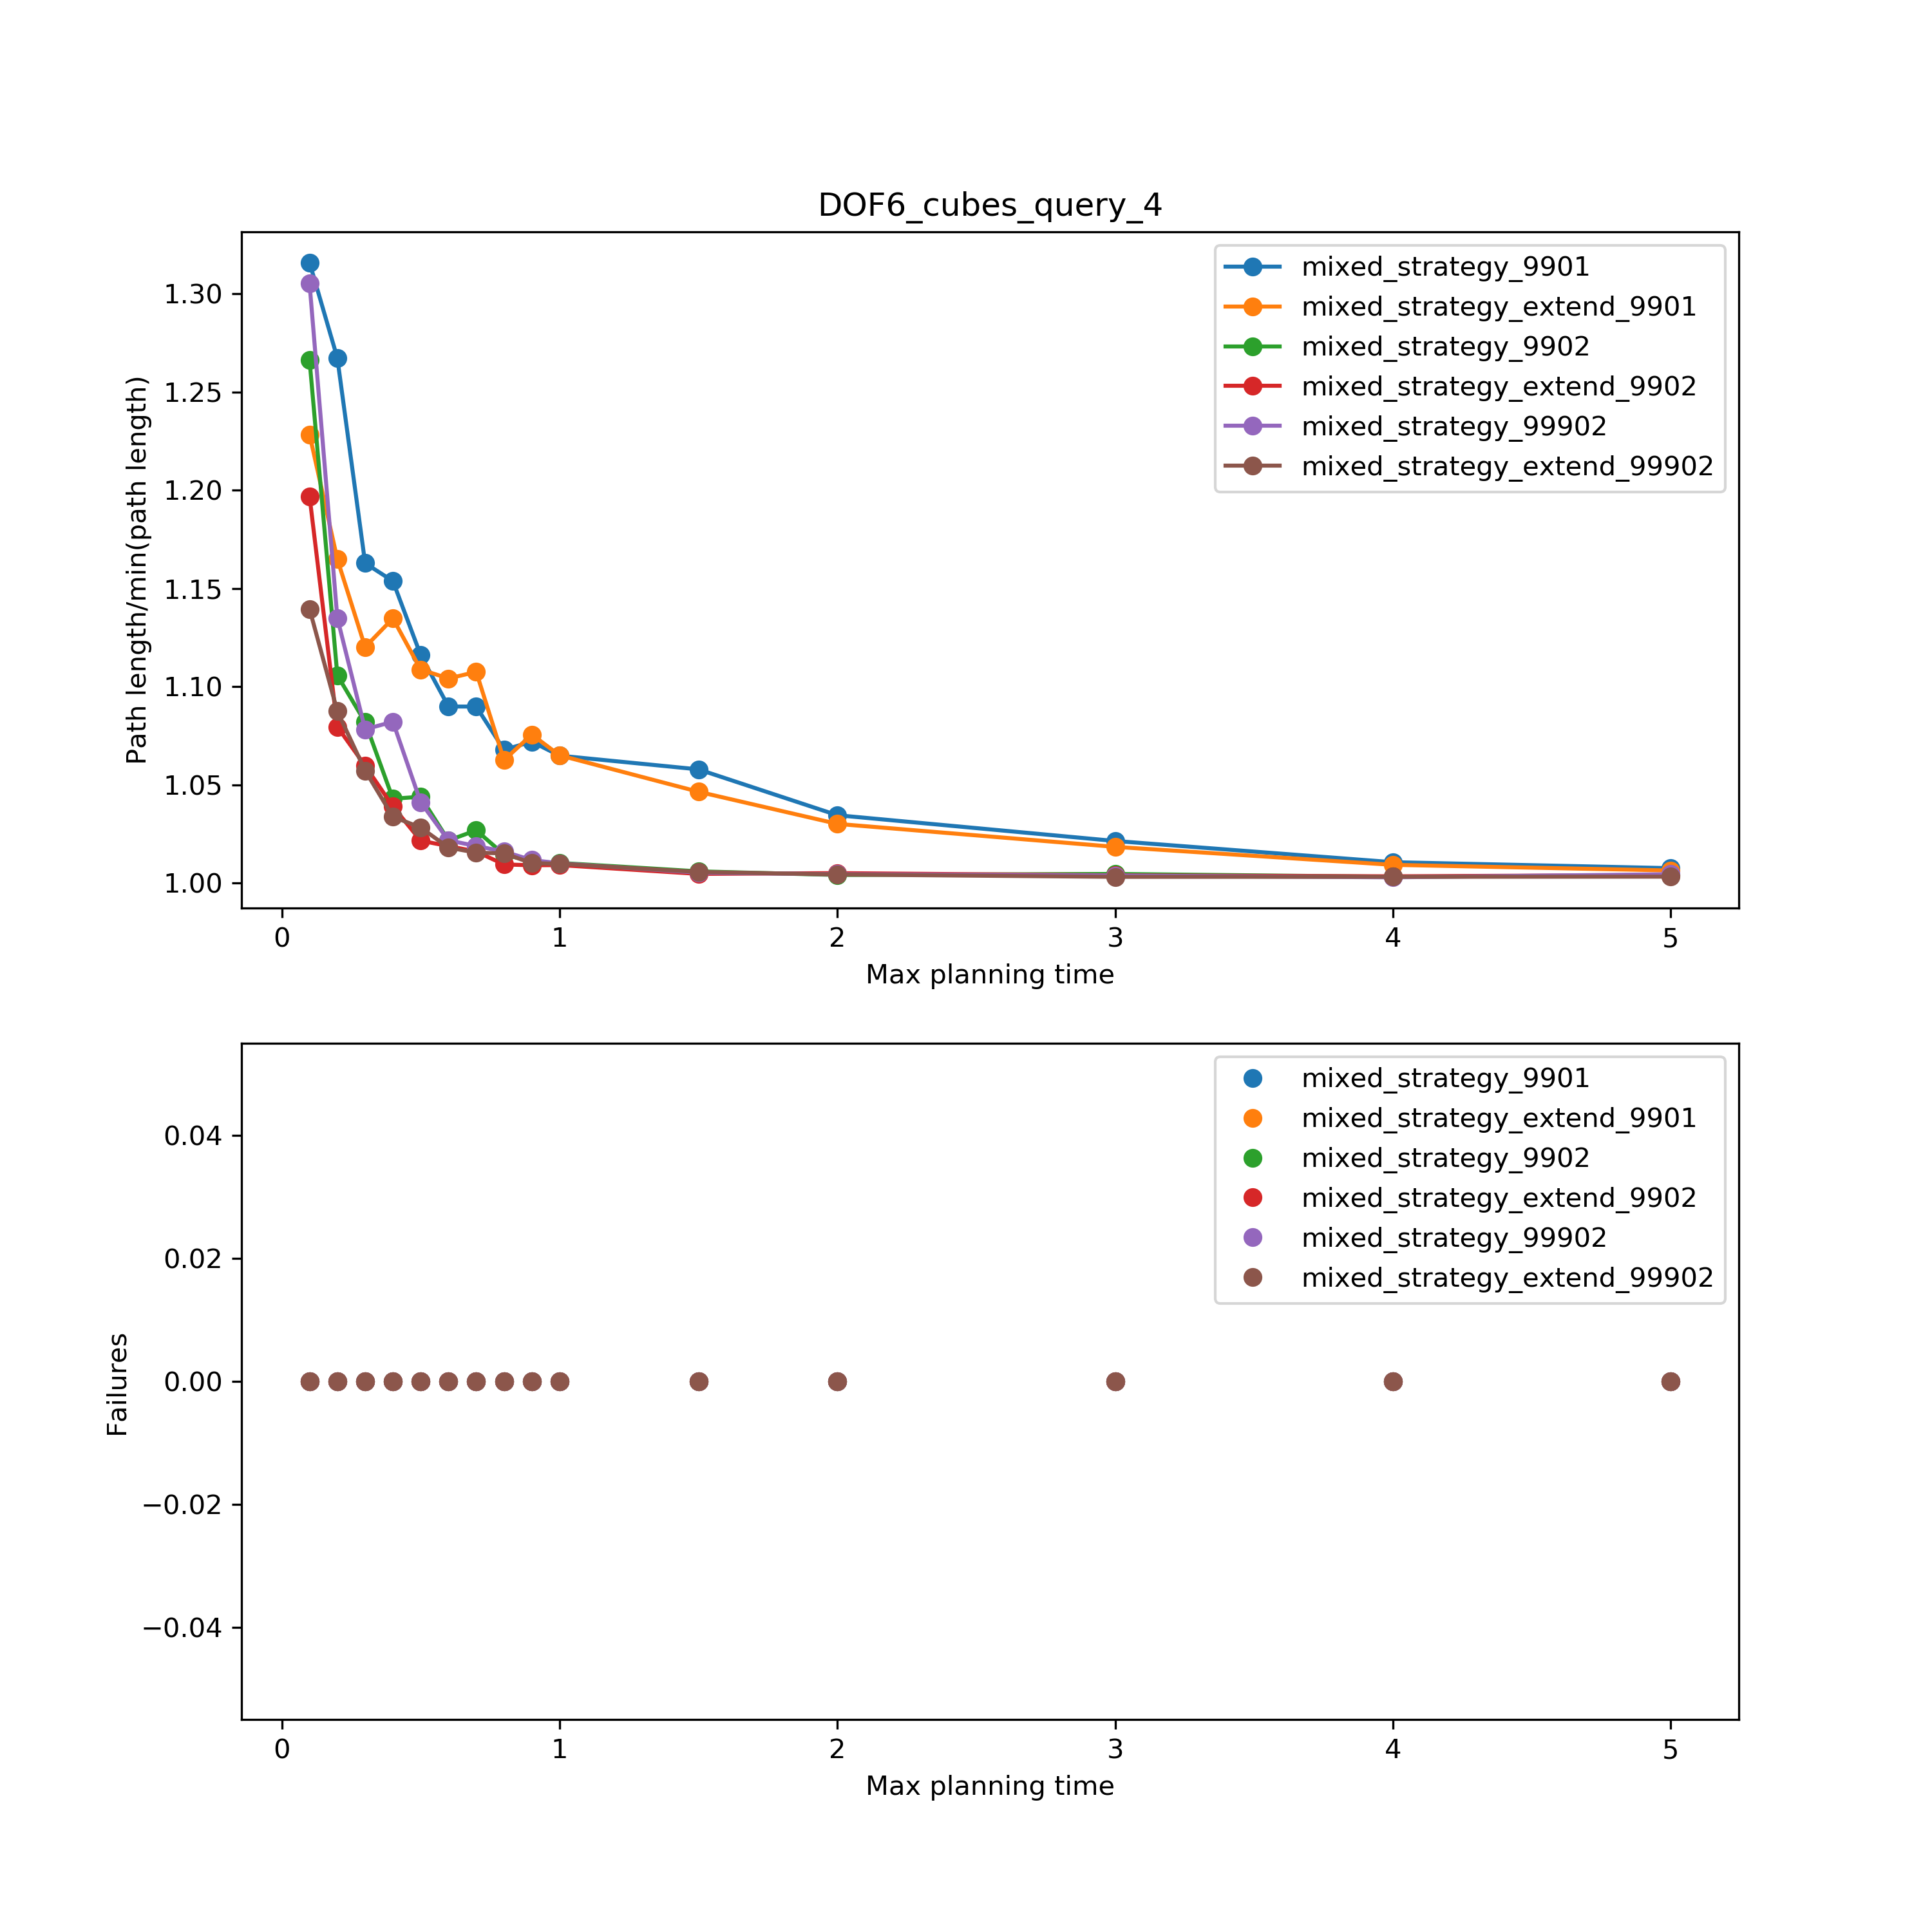 DOF6_cubes_query_4
Path length/min(path length)
1.30
1.25
1.20
1.15
1.10
1.05
1.00
mixed_strategy_9901
mixed_strategy_extend_9901
mixed_strategy_9902
mixed_strategy_extend_9902
mixed_strategy_99902
mixed_strategy_extend_99902
0 1 2 3 4 5
Max planning time
Failures
0.04
0.02
0.00
−0.02
−0.04
mixed_strategy_9901
mixed_strategy_extend_9901
mixed_strategy_9902
mixed_strategy_extend_9902
mixed_strategy_99902
mixed_strategy_extend_99902
0 1 2 3 4 5
Max planning time